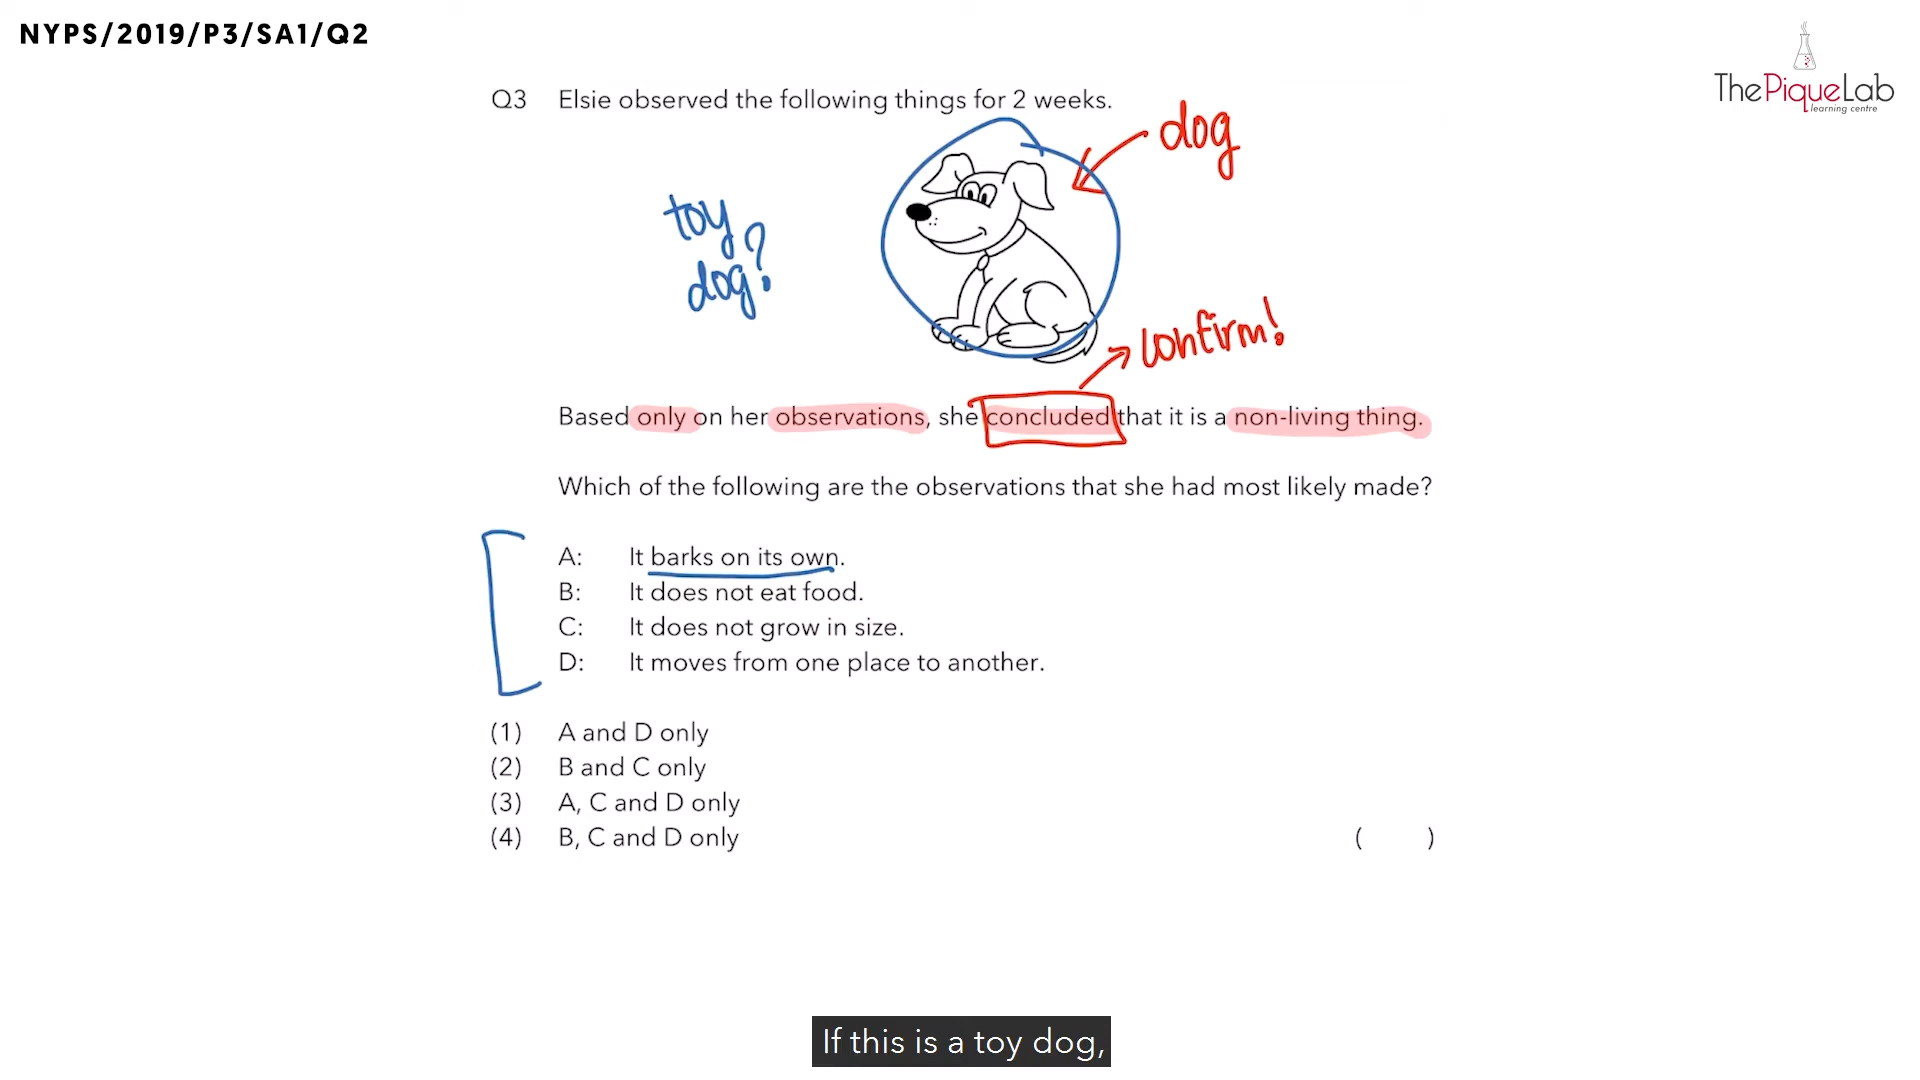 NYPS/2019/P3/SA1/Q2
ThePiqueLab
learning centre
Q3 Elsie observed the following things for 2 weeks.
dog
toy
dog?
confirm!
Based only on her observations, she concluded that it is a non-living thing.
Which of the following are the observations that she had most likely made?
A: It barks on its own.
B: It does not eat food.
C: It does not grow in size.
D: It moves from one place to another.
(1) A and D only
(2) B and C only
(3) A, C and D only
(4) B, C and D only ( )
If this is a toy dog,